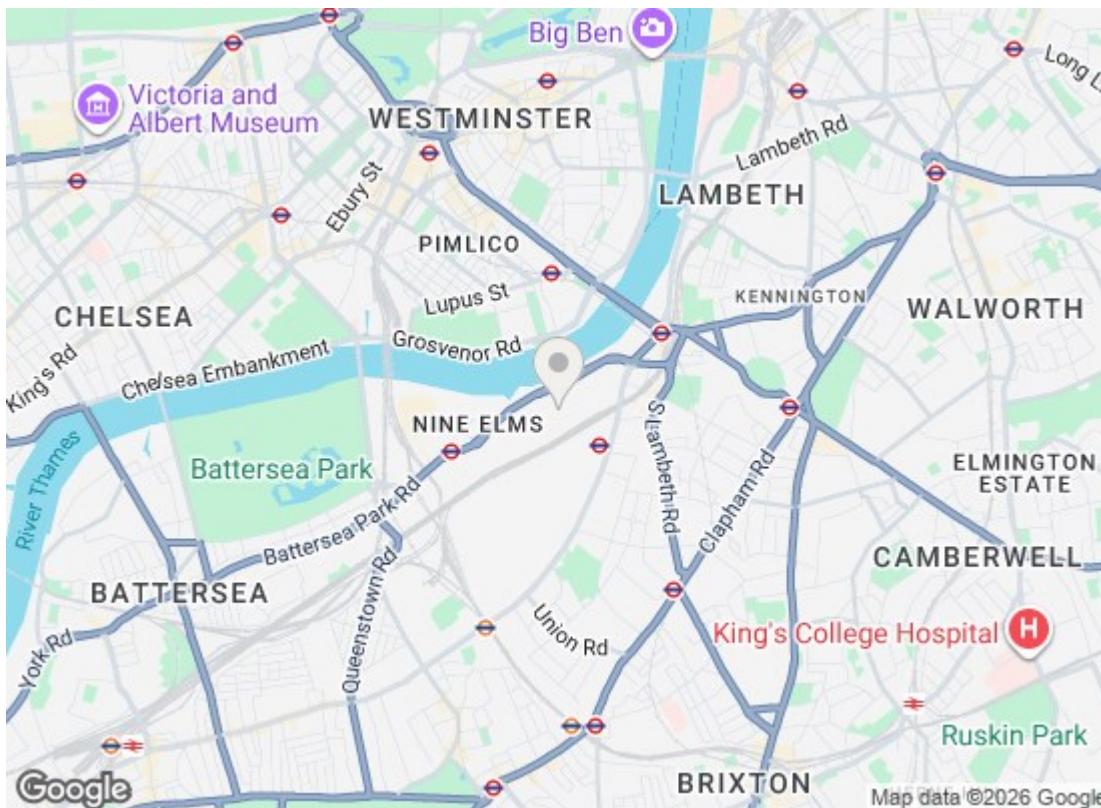 Big Ben
Long L
Victoria and
Albert Museum
WESTMINSTER
Lambeth Rd
Ebury St
LAMBETH
PIMLICO
Lupus St
KENNINGTON
WALWORTH
CHELSEA
Grosvenor Rd
Chelsea Embankment
King's Rd
NINE ELMS
Battersea Park
S Lambeth Rd
Clapham Rd
ELMINGTON
ESTATE
River Thames
Battersea Park Rd
CAMBERWELL
BATTERSEA
Queenstown Rd
Union Rd
King's College Hospital
H
York Rd
Ruskin Park
BRIXTON
Google
Map data ©2026 Google